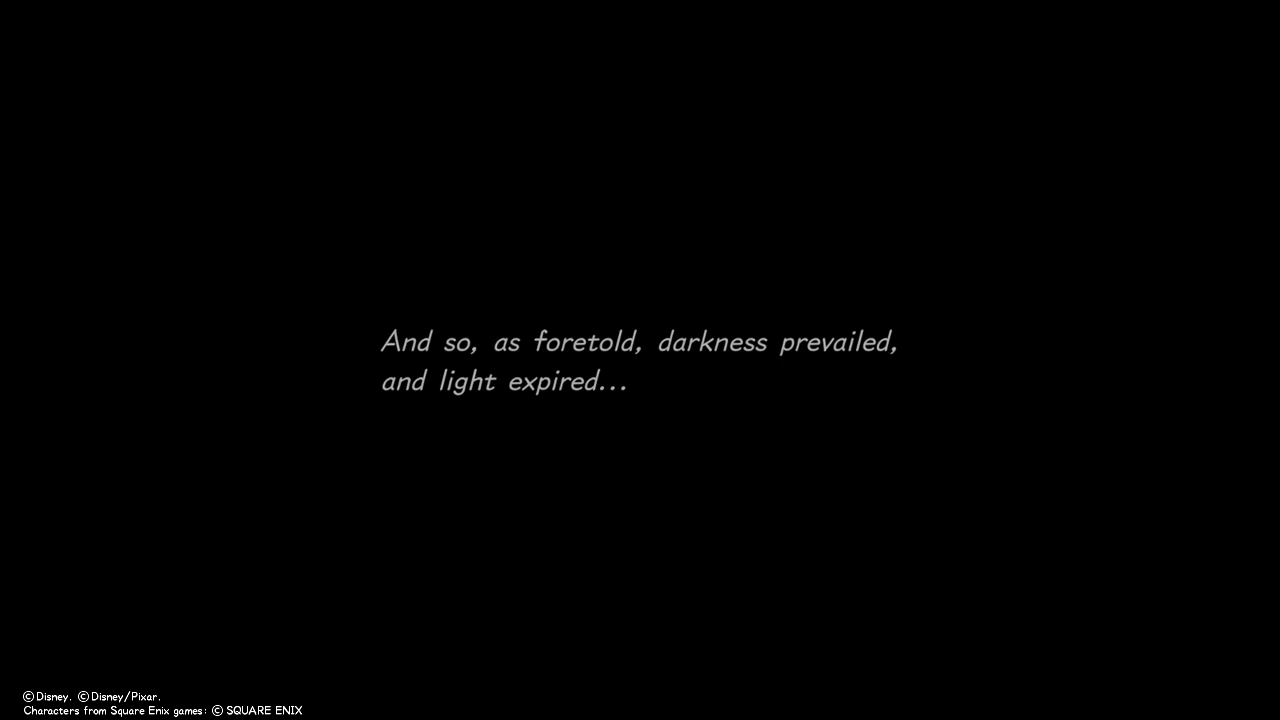 And so, as foretold, darkness prevailed,
and light expired...
©Disney. ©Disney/Pixar.
Characters from Square Enix games: © SQUARE ENIX